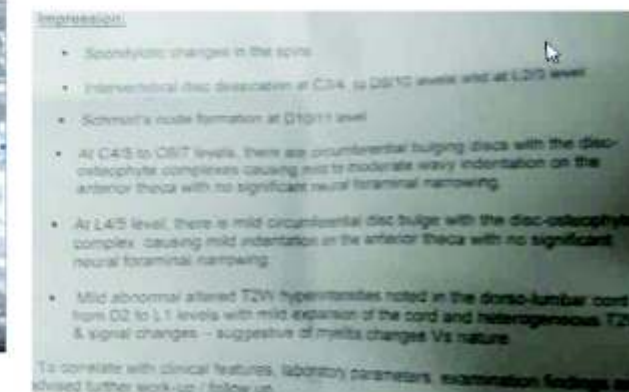 Impression:
• Spondylotic changes in the spine
• Intervertebral disc desiccation at C3/4, to D9/10 levels and at L2/3 level
• Schmorl's node formation at D10/11 level
• At C4/5 to C6/7 levels, there are circumferential bulging discs with the disc-
osteophyte complexes causing mild to moderate wavy indentation on the
anterior theca with no significant neural foraminal narrowing
• At L4/5 level, there is mild circumferential disc bulge with the disc-osteophyte
complex causing mild indentation in the anterior theca with no significant
neural foraminal narrowing
• Mild abnormal altered T2W hyperintensities noted in the dorso-lumbar cord
from D2 to L1 levels with mild expansion of the cord and heterogeneous T2W
& signal changes – suggestive of myelitis changes Vs nature
To correlate with clinical features, laboratory parameters, examination findings
advised further work-up / follow up